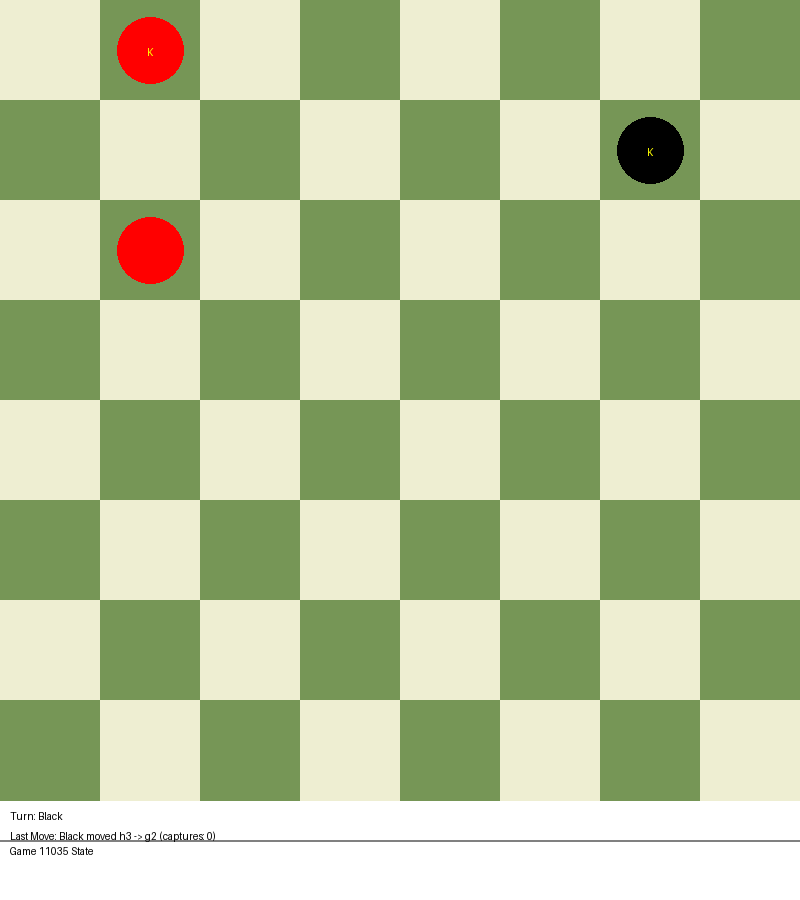 K
K
Turn: Black
Last Move: Black moved h3 -> g2 (captures: 0)
Game 11035 State